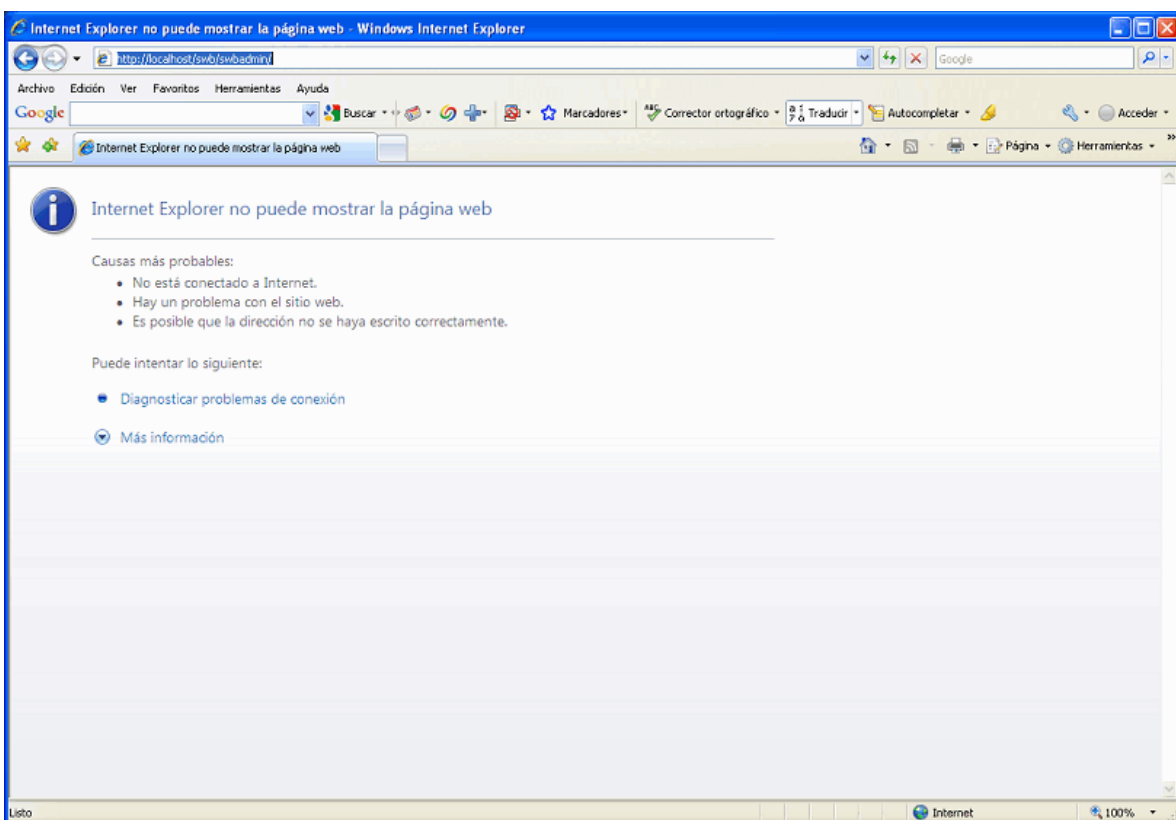 Internet Explorer no puede mostrar la página web - Windows Internet Explorer
http://localhost/swb/swbadmin/ Google
Archivo Edición Ver Favoritos Herramientas Ayuda
Google Buscar Marcadores Corrector ortográfico Traducir Autocompletar Acceder
Internet Explorer no puede mostrar la página web Página Herramientas
Internet Explorer no puede mostrar la página web
Causas más probables:
• No está conectado a Internet.
• Hay un problema con el sitio web.
• Es posible que la dirección no se haya escrito correctamente.
Puede intentar lo siguiente:
Diagnosticar problemas de conexión
Más información
Listo Internet 100%